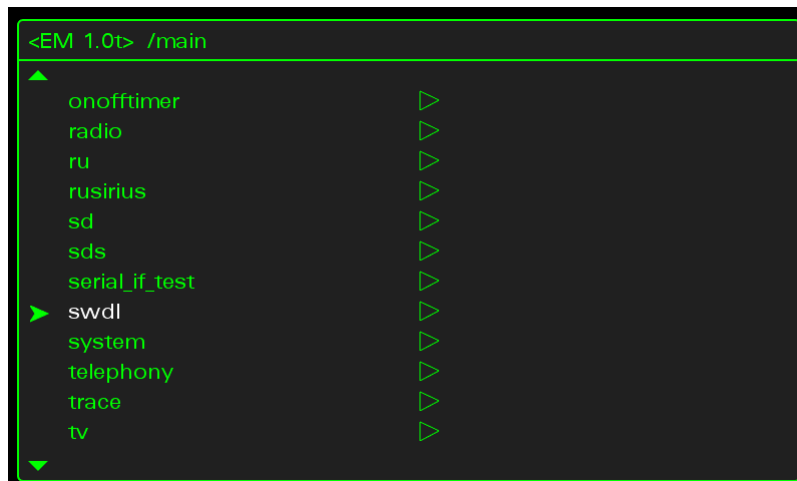 <EM 1.0t> /main
onofftimer
radio
ru
rusirius
sd
sds
serial_if_test
swdl
system
telephony
trace
tv